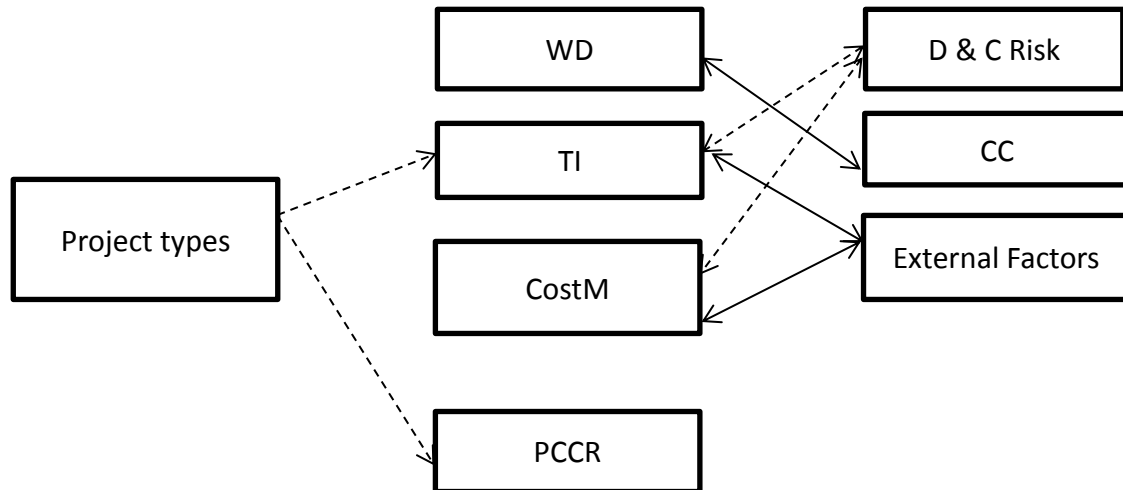 WD
D & C Risk
TI
CC
Project types
External Factors
CostM
PCCR